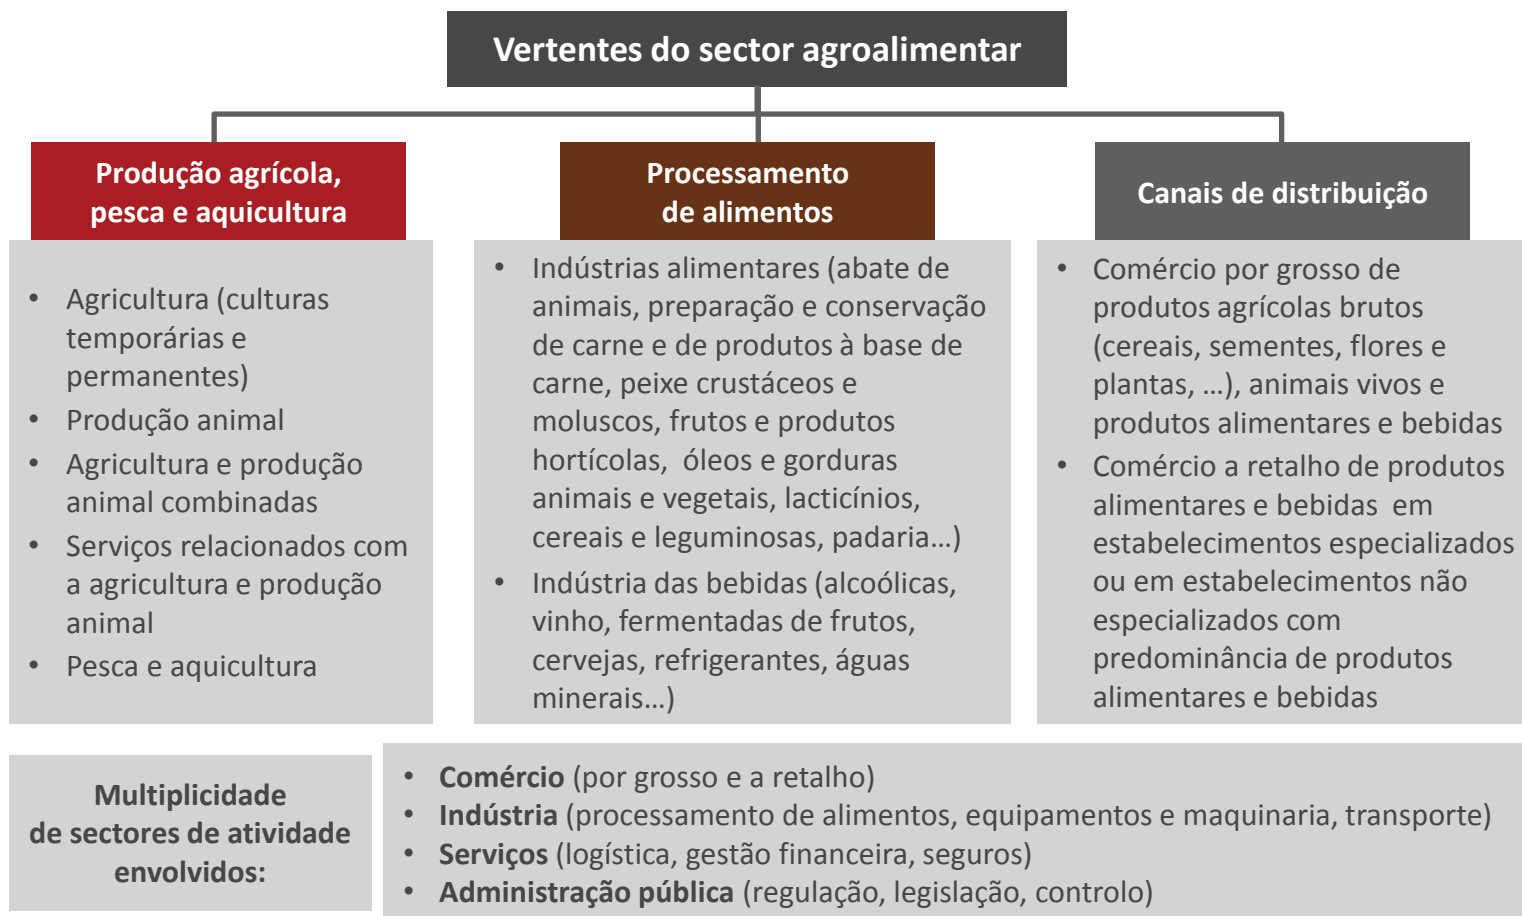 Vertentes do sector agroalimentar
Produção agrícola,
pesca e aquicultura
• Agricultura (culturas
temporárias e
permanentes)
• Produção animal
• Agricultura e produção
animal combinadas
• Serviços relacionados com
a agricultura e produção
animal
• Pesca e aquicultura
Processamento
de alimentos
• Indústrias alimentares (abate de
animais, preparação e conservação
de carne e de produtos à base de
carne, peixe crustáceos e
moluscos, frutos e produtos
hortícolas, óleos e gorduras
animais e vegetais, lacticínios,
cereais e leguminosas, padaria…)
• Indústria das bebidas (alcoólicas,
vinho, fermentadas de frutos,
cervejas, refrigerantes, águas
minerais…)
Canais de distribuição
• Comércio por grosso de
produtos agrícolas brutos
(cereais, sementes, flores e
plantas, …), animais vivos e
produtos alimentares e bebidas
• Comércio a retalho de produtos
alimentares e bebidas em
estabelecimentos especializados
ou em estabelecimentos não
especializados com
predominância de produtos
alimentares e bebidas
Multiplicidade
de sectores de atividade
envolvidos:
• Comércio (por grosso e a retalho)
• Indústria (processamento de alimentos, equipamentos e maquinaria, transporte)
• Serviços (logística, gestão financeira, seguros)
• Administração pública (regulação, legislação, controlo)